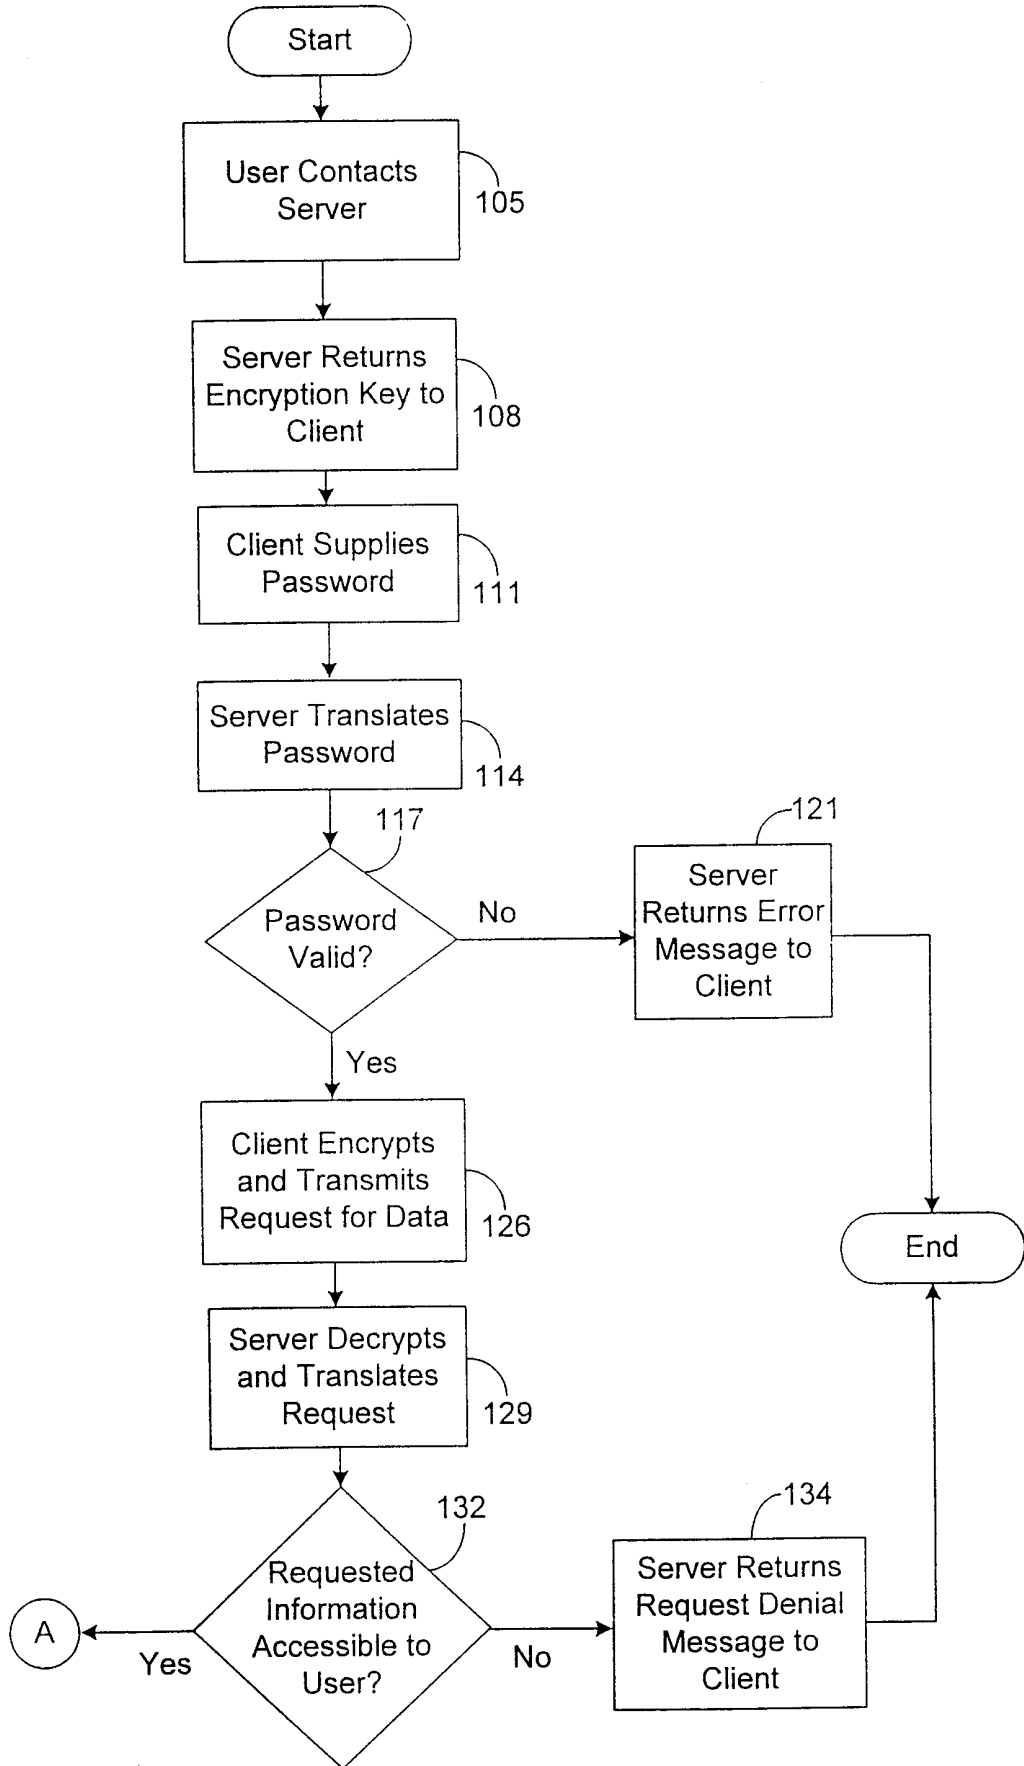 Start
User Contacts
Server
105
Server Returns
Encryption Key to
Client
108
Client Supplies
Password
111
Server Translates
Password
114
117
Password
Valid?
No
121
Server
Returns Error
Message to
Client
Yes
Client Encrypts
and Transmits
Request for Data
126
End
Server Decrypts
and Translates
Request
129
132
Requested
Information
Accessible to
User?
A
Yes
No
134
Server Returns
Request Denial
Message to
Client